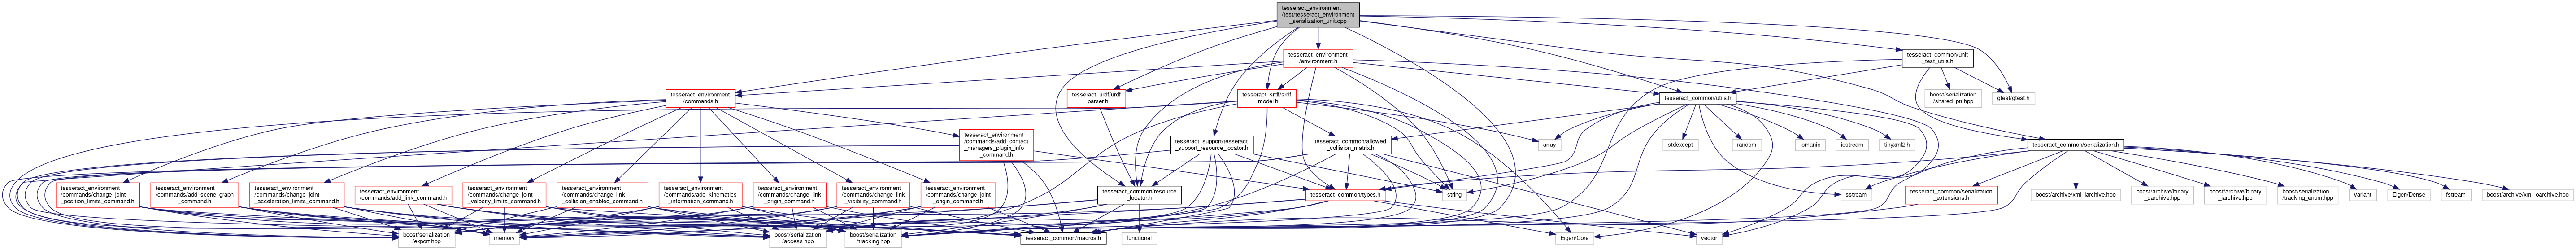 tesseract_environment
/test/tesseract_environment
_serialization_unit.cpp
tesseract_environment
/environment.h
tesseract_common/unit
_test_utils.h
tesseract_environment
/commands.h
tesseract_urdf/urdf
_parser.h
tesseract_srdf/srdf
_model.h
tesseract_common/utils.h
boost/serialization
/shared_ptr.hpp
gtest/gtest.h
tesseract_environment
/commands/add_contact
_managers_plugin_info
_command.h
tesseract_support/tesseract
_support_resource_locator.h
tesseract_common/allowed
_collision_matrix.h
array
stdexcept
random
iomanip
iostream
tinyxml2.h
tesseract_common/serialization.h
tesseract_environment
/commands/change_joint
_position_limits_command.h
tesseract_environment
/commands/add_scene_graph
_command.h
tesseract_environment
/commands/change_joint
_acceleration_limits_command.h
tesseract_environment
/commands/add_link_command.h
tesseract_environment
/commands/change_joint
_velocity_limits_command.h
tesseract_environment
/commands/change_link
_collision_enabled_command.h
tesseract_environment
/commands/add_kinematics
_information_command.h
tesseract_environment
/commands/change_link
_origin_command.h
tesseract_environment
/commands/change_link
_visibility_command.h
tesseract_environment
/commands/change_joint
_origin_command.h
tesseract_common/resource
_locator.h
tesseract_common/types.h
string
sstream
tesseract_common/serialization
_extensions.h
boost/archive/xml_iarchive.hpp
boost/archive/binary
_oarchive.hpp
boost/archive/binary
_iarchive.hpp
boost/serialization
/tracking_enum.hpp
variant
Eigen/Dense
fstream
boost/archive/xml_oarchive.hpp
boost/serialization
/export.hpp
memory
boost/serialization
/access.hpp
boost/serialization
/tracking.hpp
tesseract_common/macros.h
functional
Eigen/Core
vector